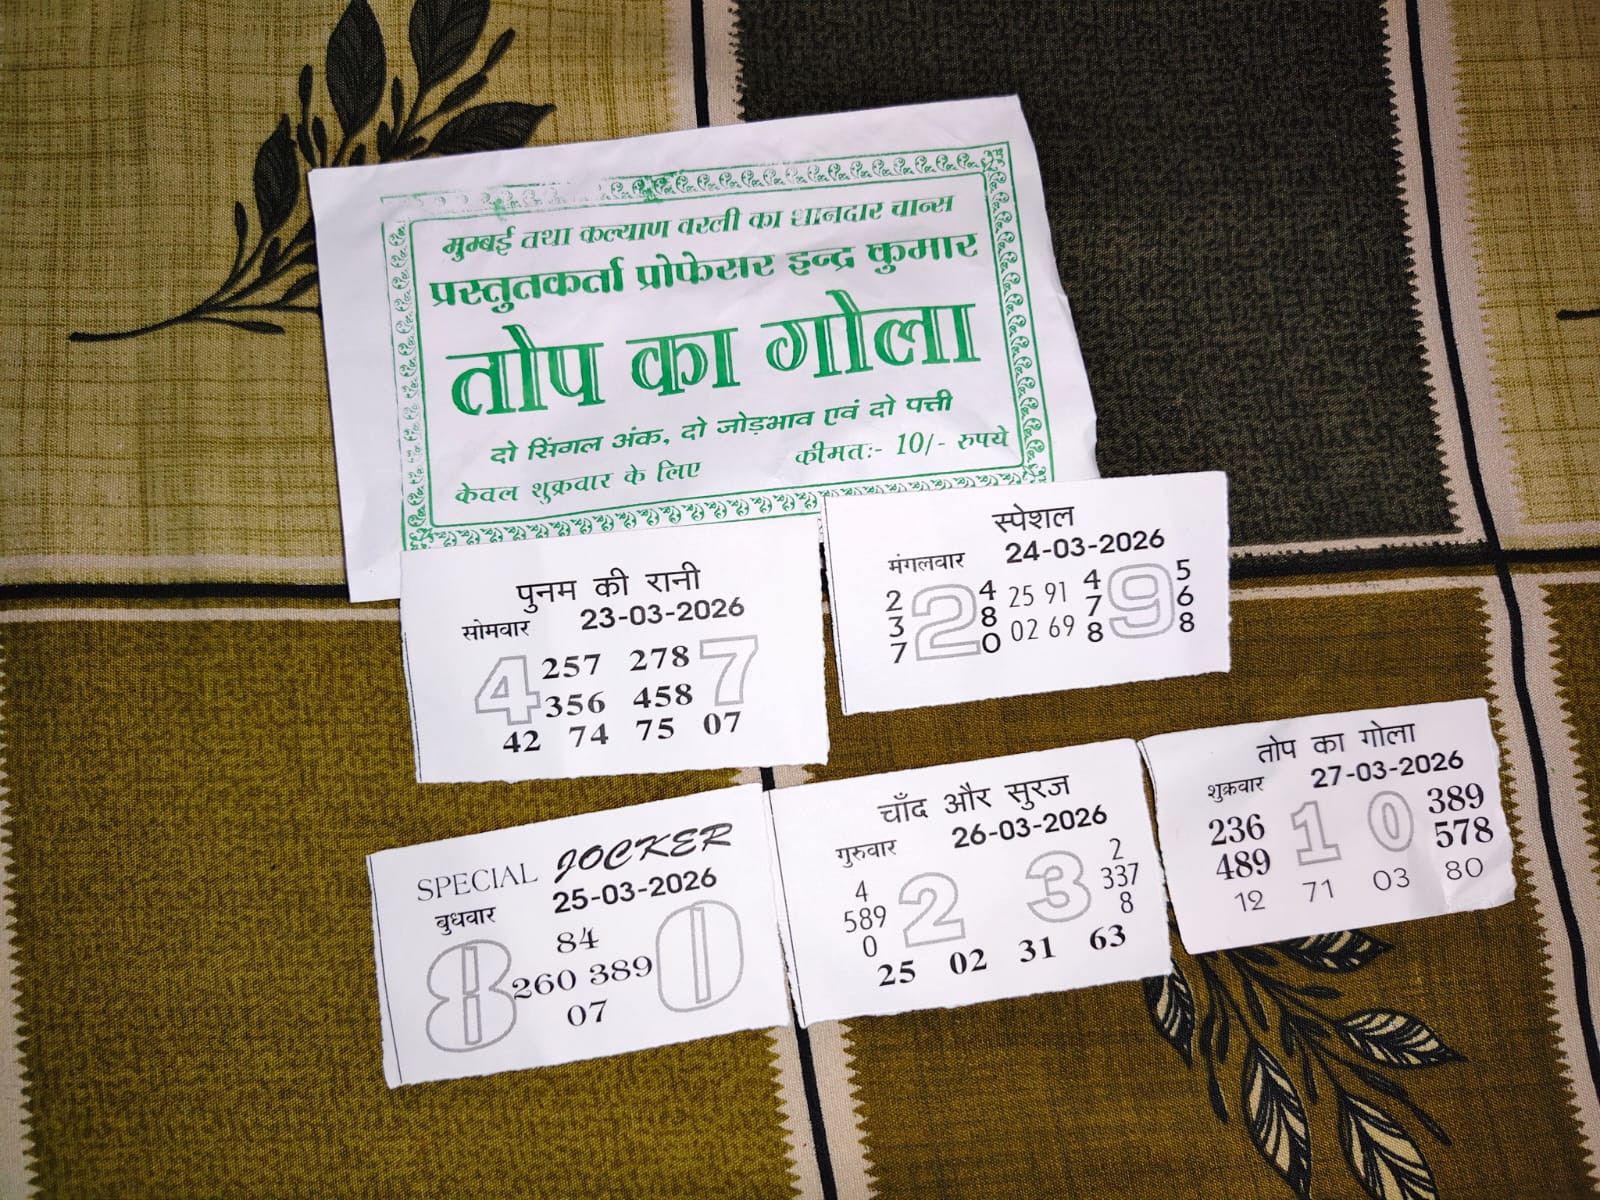 मुम्बई तथा कल्याण वरली का शानदार चान्स
प्रस्तुतकर्ता प्रोफेसर इन्द्र कुमार
तोप का गोला
दो सिंगल अंक, दो जोड़भाव एवं दो पत्ती
केवल शुक्रवार के लिए कीमतः- 10/- रुपये
पुनम की रानी
सोमवार 23-03-2026
4 257 278 7
356 458
42 74 75 07
स्पेशल
मंगलवार 24-03-2026
2 4 25 91 4 5
3 2 8 7 9 6
7 0 02 69 8 8
SPECIAL JOCKER
बुधवार 25-03-2026
84
8 260 389 0
07
चाँद और सुरज
गुरुवार 26-03-2026
4 2
589 2 3 337
0 8
25 02 31 63
तोप का गोला
शुक्रवार 27-03-2026
236 1 0 389
489 578
12 71 03 80